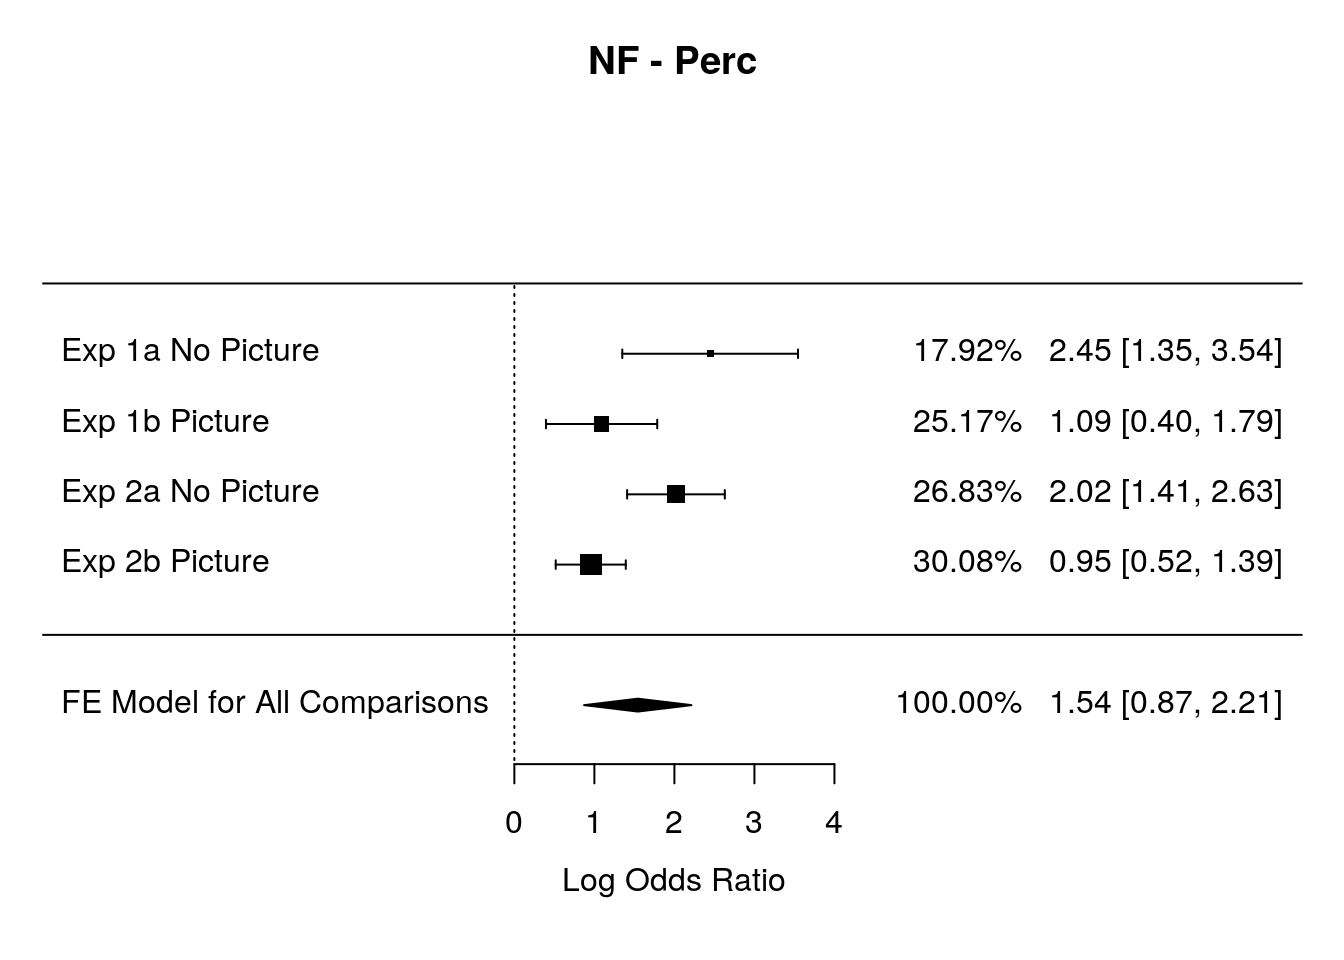 NF - Perc
Exp 1a No Picture 17.92% 2.45 [1.35, 3.54]
Exp 1b Picture 25.17% 1.09 [0.40, 1.79]
Exp 2a No Picture 26.83% 2.02 [1.41, 2.63]
Exp 2b Picture 30.08% 0.95 [0.52, 1.39]
FE Model for All Comparisons 100.00% 1.54 [0.87, 2.21]
0 1 2 3 4
Log Odds Ratio